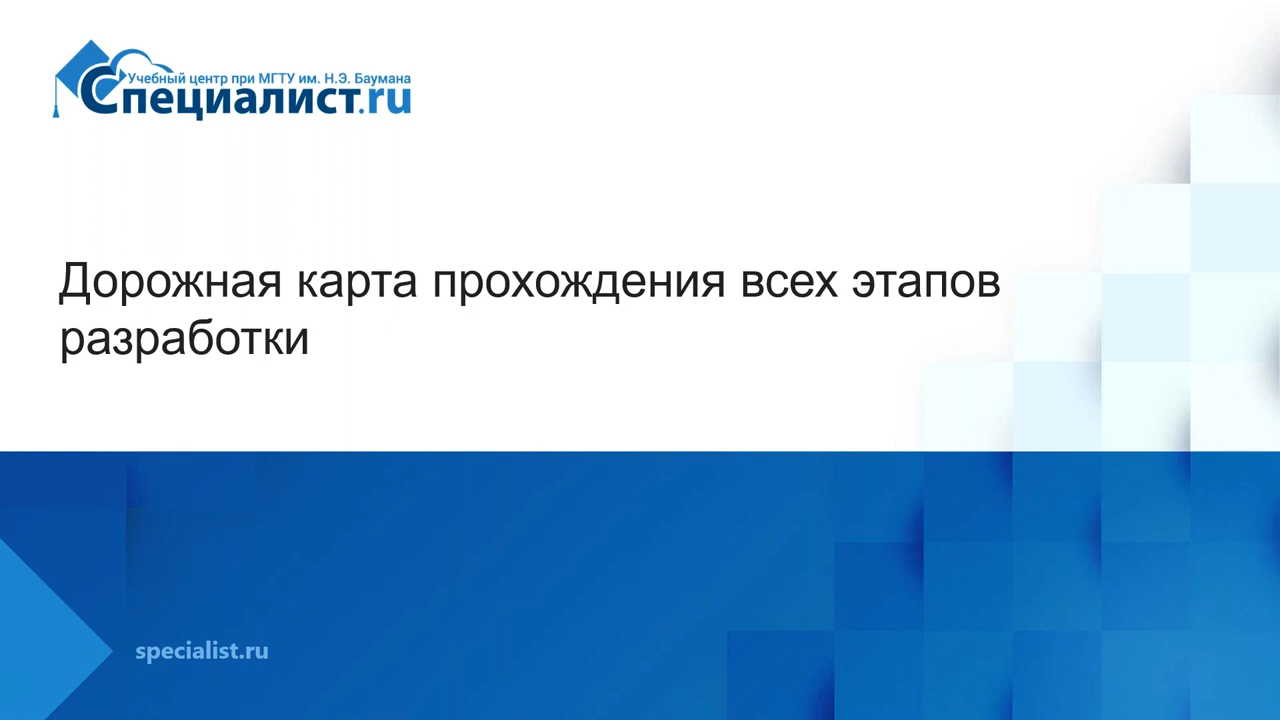 Учебный центр при МГТУ им. Н.Э. Баумана
Специалист.ru
Дорожная карта прохождения всех этапов
разработки
specialist.ru